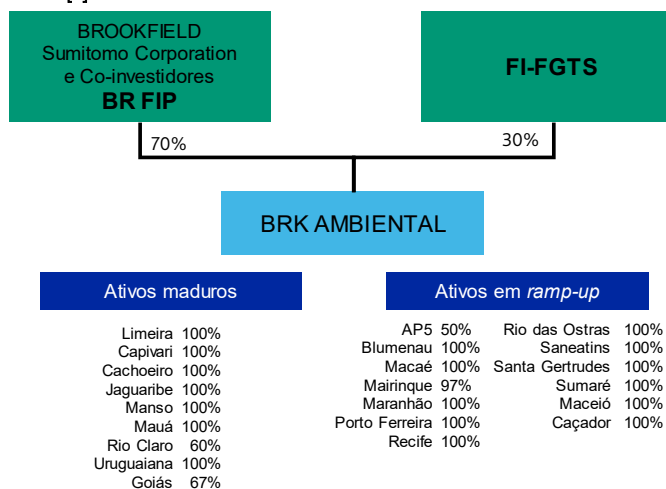 BROOKFIELD
Sumitomo Corporation
e Co-investidores
BR FIP
FI-FGTS
70%
30%
BRK AMBIENTAL
Ativos maduros
Limeira 100%
Capivari 100%
Cachoeiro 100%
Jaguaribe 100%
Manso 100%
Mauá 100%
Rio Claro 60%
Uruguaiana 100%
Goiás 67%
Ativos em ramp-up
AP5 50%
Blumenau 100%
Macaé 100%
Mairinque 97%
Maranhão 100%
Porto Ferreira 100%
Recife 100%
Rio das Ostras 100%
Saneatins 100%
Santa Gertrudes 100%
Sumaré 100%
Maceió 100%
Caçador 100%